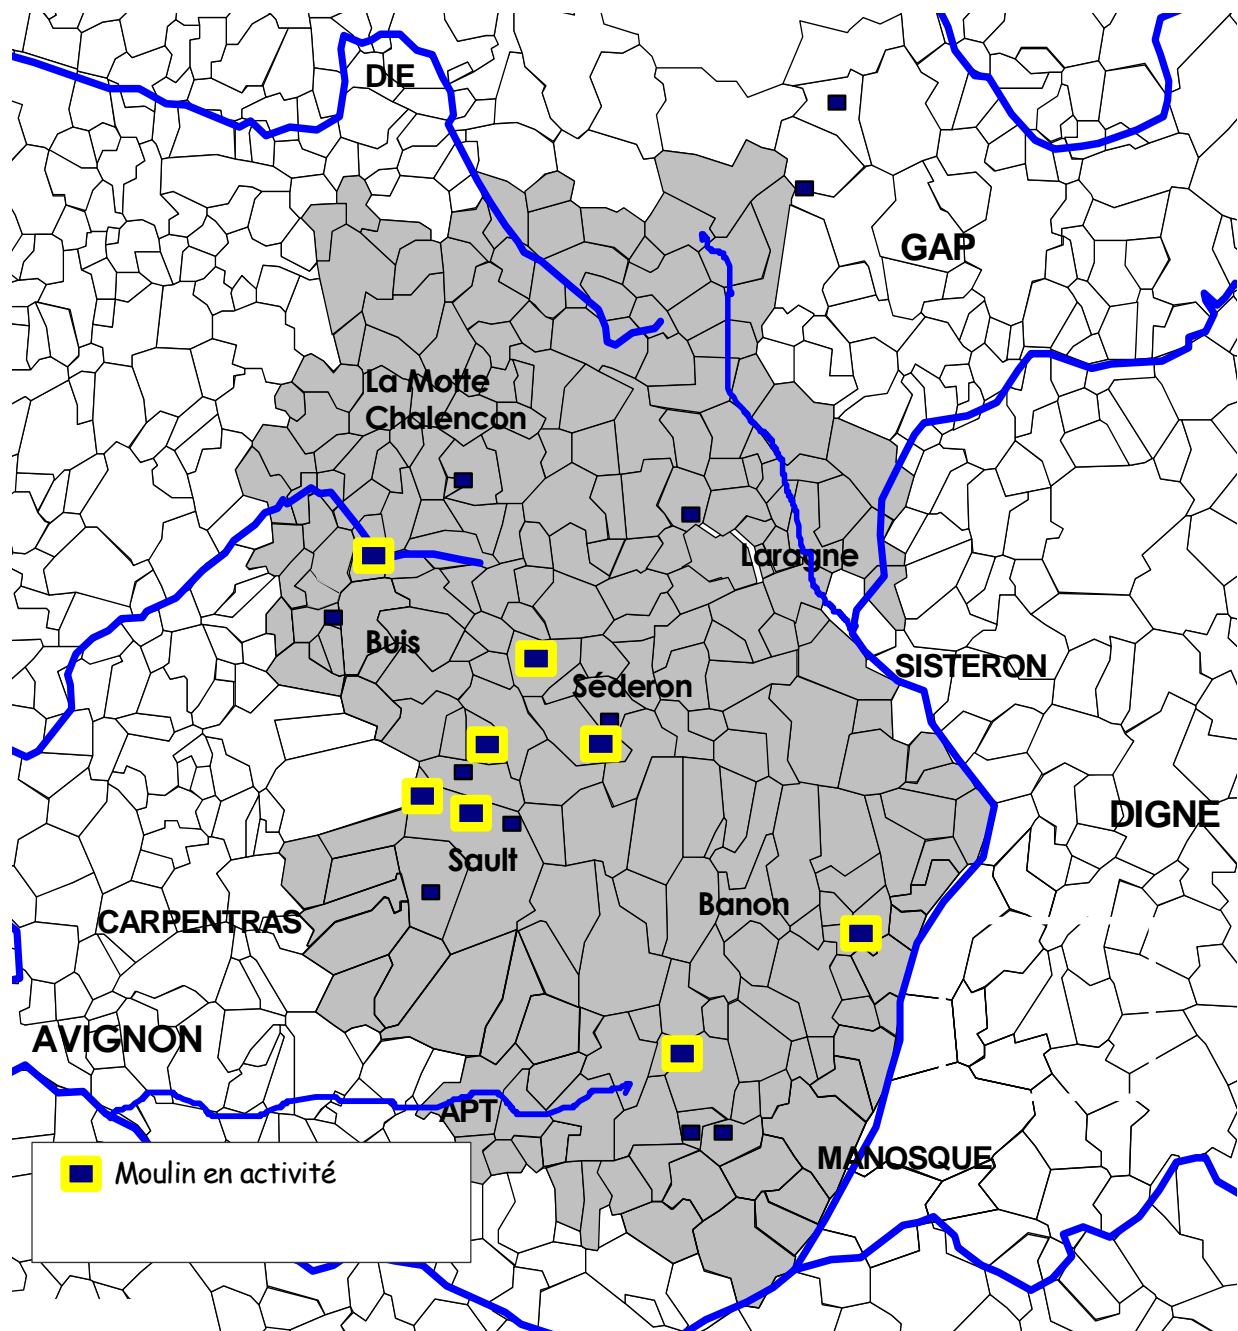 DIE
GAP
La Motte
Chalencon
Laragne
Buis
SISTERON
Séderon
DIGNE
Sault
Banon
CARPENTRAS
AVIGNON
APT
MANOSQUE
Moulin en activité